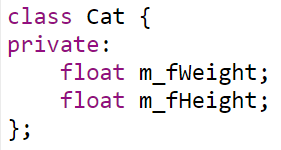 class Cat {
private:
    float m_fWeight;
    float m_fHeight;
};